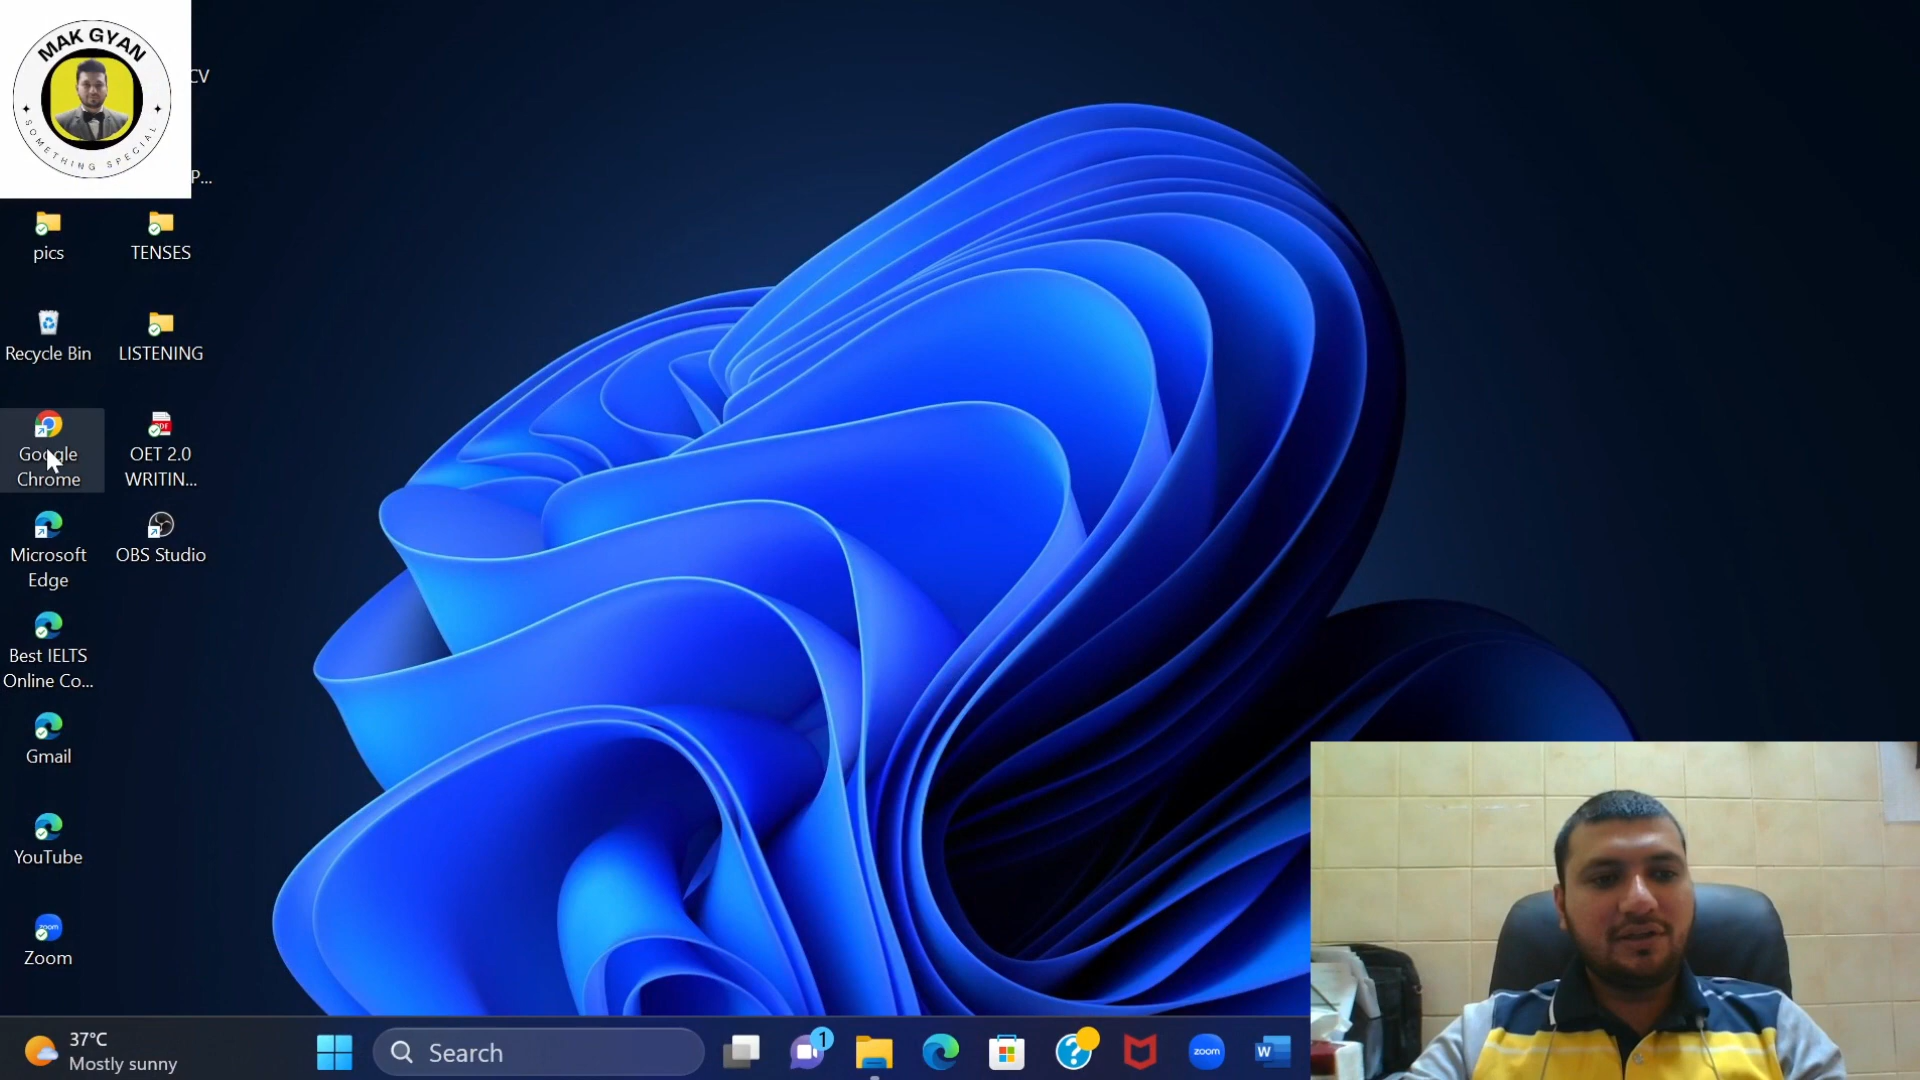 MAK GYAN
SOMETHING SPECIAL
CV
P...
pics
TENSES
Recycle Bin
LISTENING
Google
Chrome
OET 2.0
WRITIN...
Microsoft
Edge
OBS Studio
Best IELTS
Online Co...
Gmail
YouTube
zoom
Zoom
37°C
Mostly sunny
Search
1
?
zoom
W